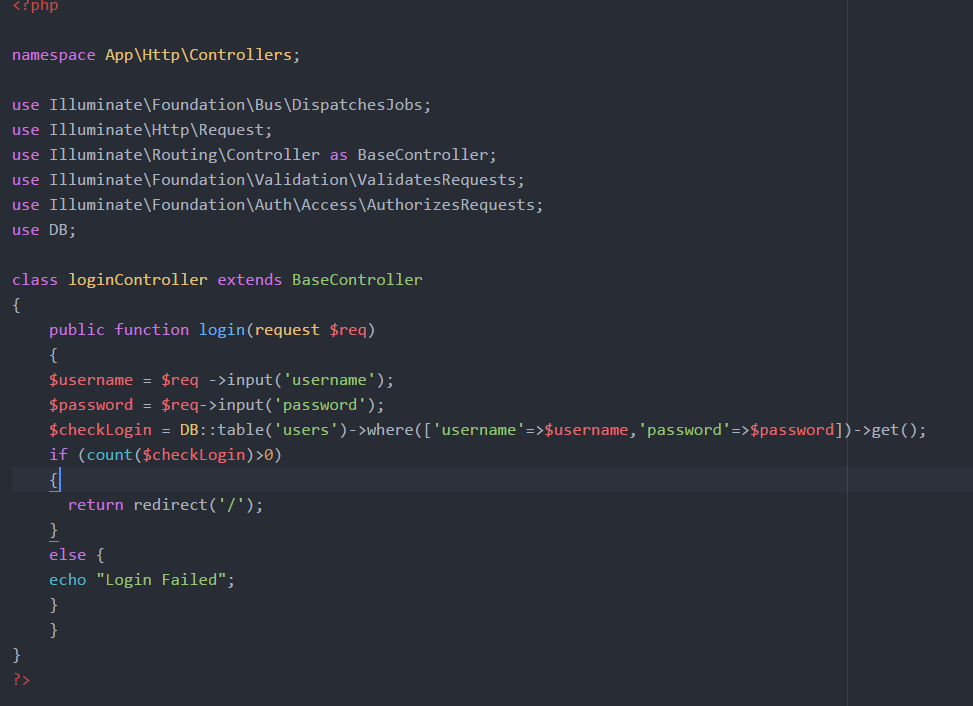 <?php
namespace App\Http\Controllers;
use Illuminate\Foundation\Bus\DispatchesJobs;
use Illuminate\Http\Request;
use Illuminate\Routing\Controller as BaseController;
use Illuminate\Foundation\Validation\ValidatesRequests;
use Illuminate\Foundation\Auth\Access\AuthorizesRequests;
use DB;
class loginController extends BaseController
{
public function login(request $req)
{
$username = $req ->input('username');
$password = $req->input('password');
$checkLogin = DB::table('users')->where(['username'=>$username,'password'=>$password])->get();
if (count($checkLogin)>0)
{
return redirect('/');
}
else {
echo "Login Failed";
}
}
}
?>